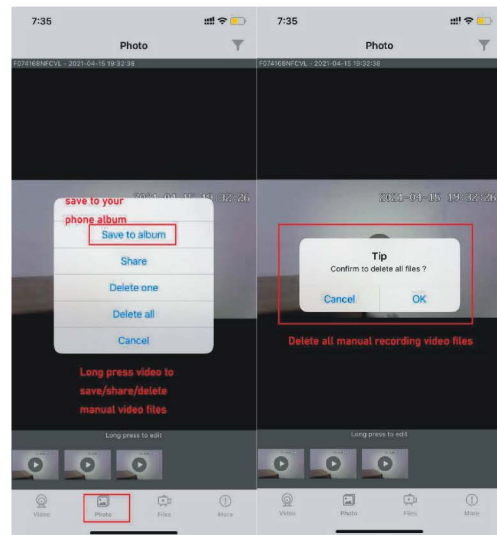 7:35
Photo
F074168NFCVL - 2021-04-15 19:32:38
2021-04-15 19:32:26
save to your
phone album
Save to album
Share
Delete one
Delete all
Cancel
Long press video to
save/share/delete
manual video files
Long press to edit
Video
Photo
Files
More
7:35
Photo
F074168NFCVL - 2021-04-15 19:32:38
2021-04-15 19:32:26
Tip
Confirm to delete all files ?
Cancel
OK
Delete all manual recording video files
Long press to edit
Video
Photo
Files
More